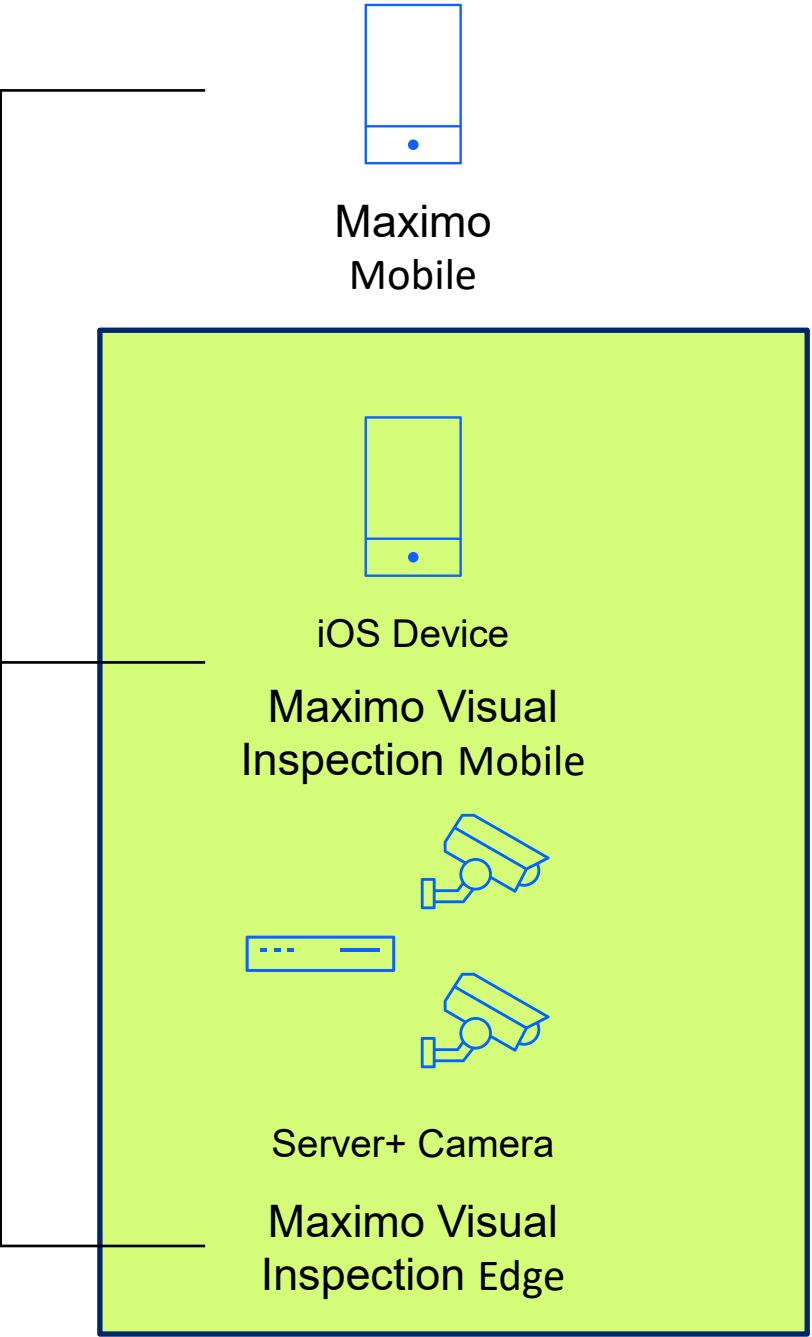 Maximo
Mobile
iOS Device
Maximo Visual
Inspection Mobile
Server+ Camera
Maximo Visual
Inspection Edge